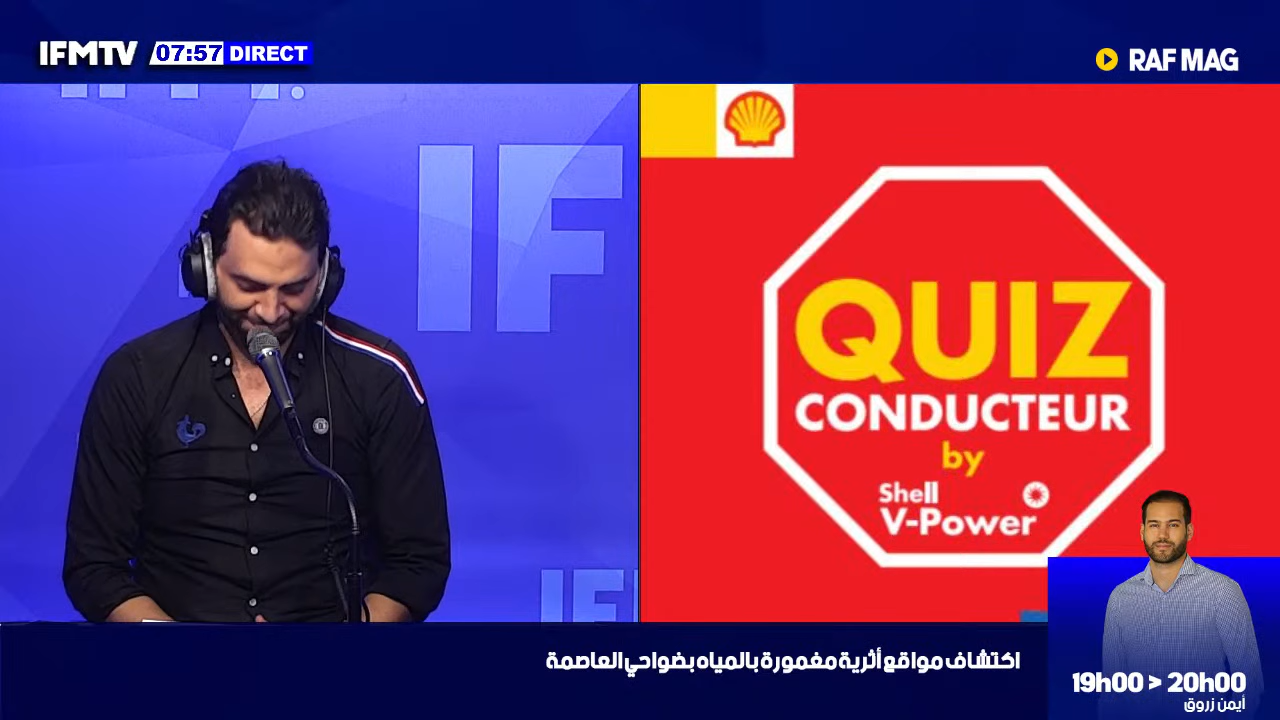 IFMTV 07:57 DIRECT
RAF MAG
IF
QUIZ
CONDUCTEUR
by
Shell
V-Power
اكتشاف مواقع أثرية مغمورة بالمياه بضواحي العاصمة
19h00 > 20h00
أيمن زروق